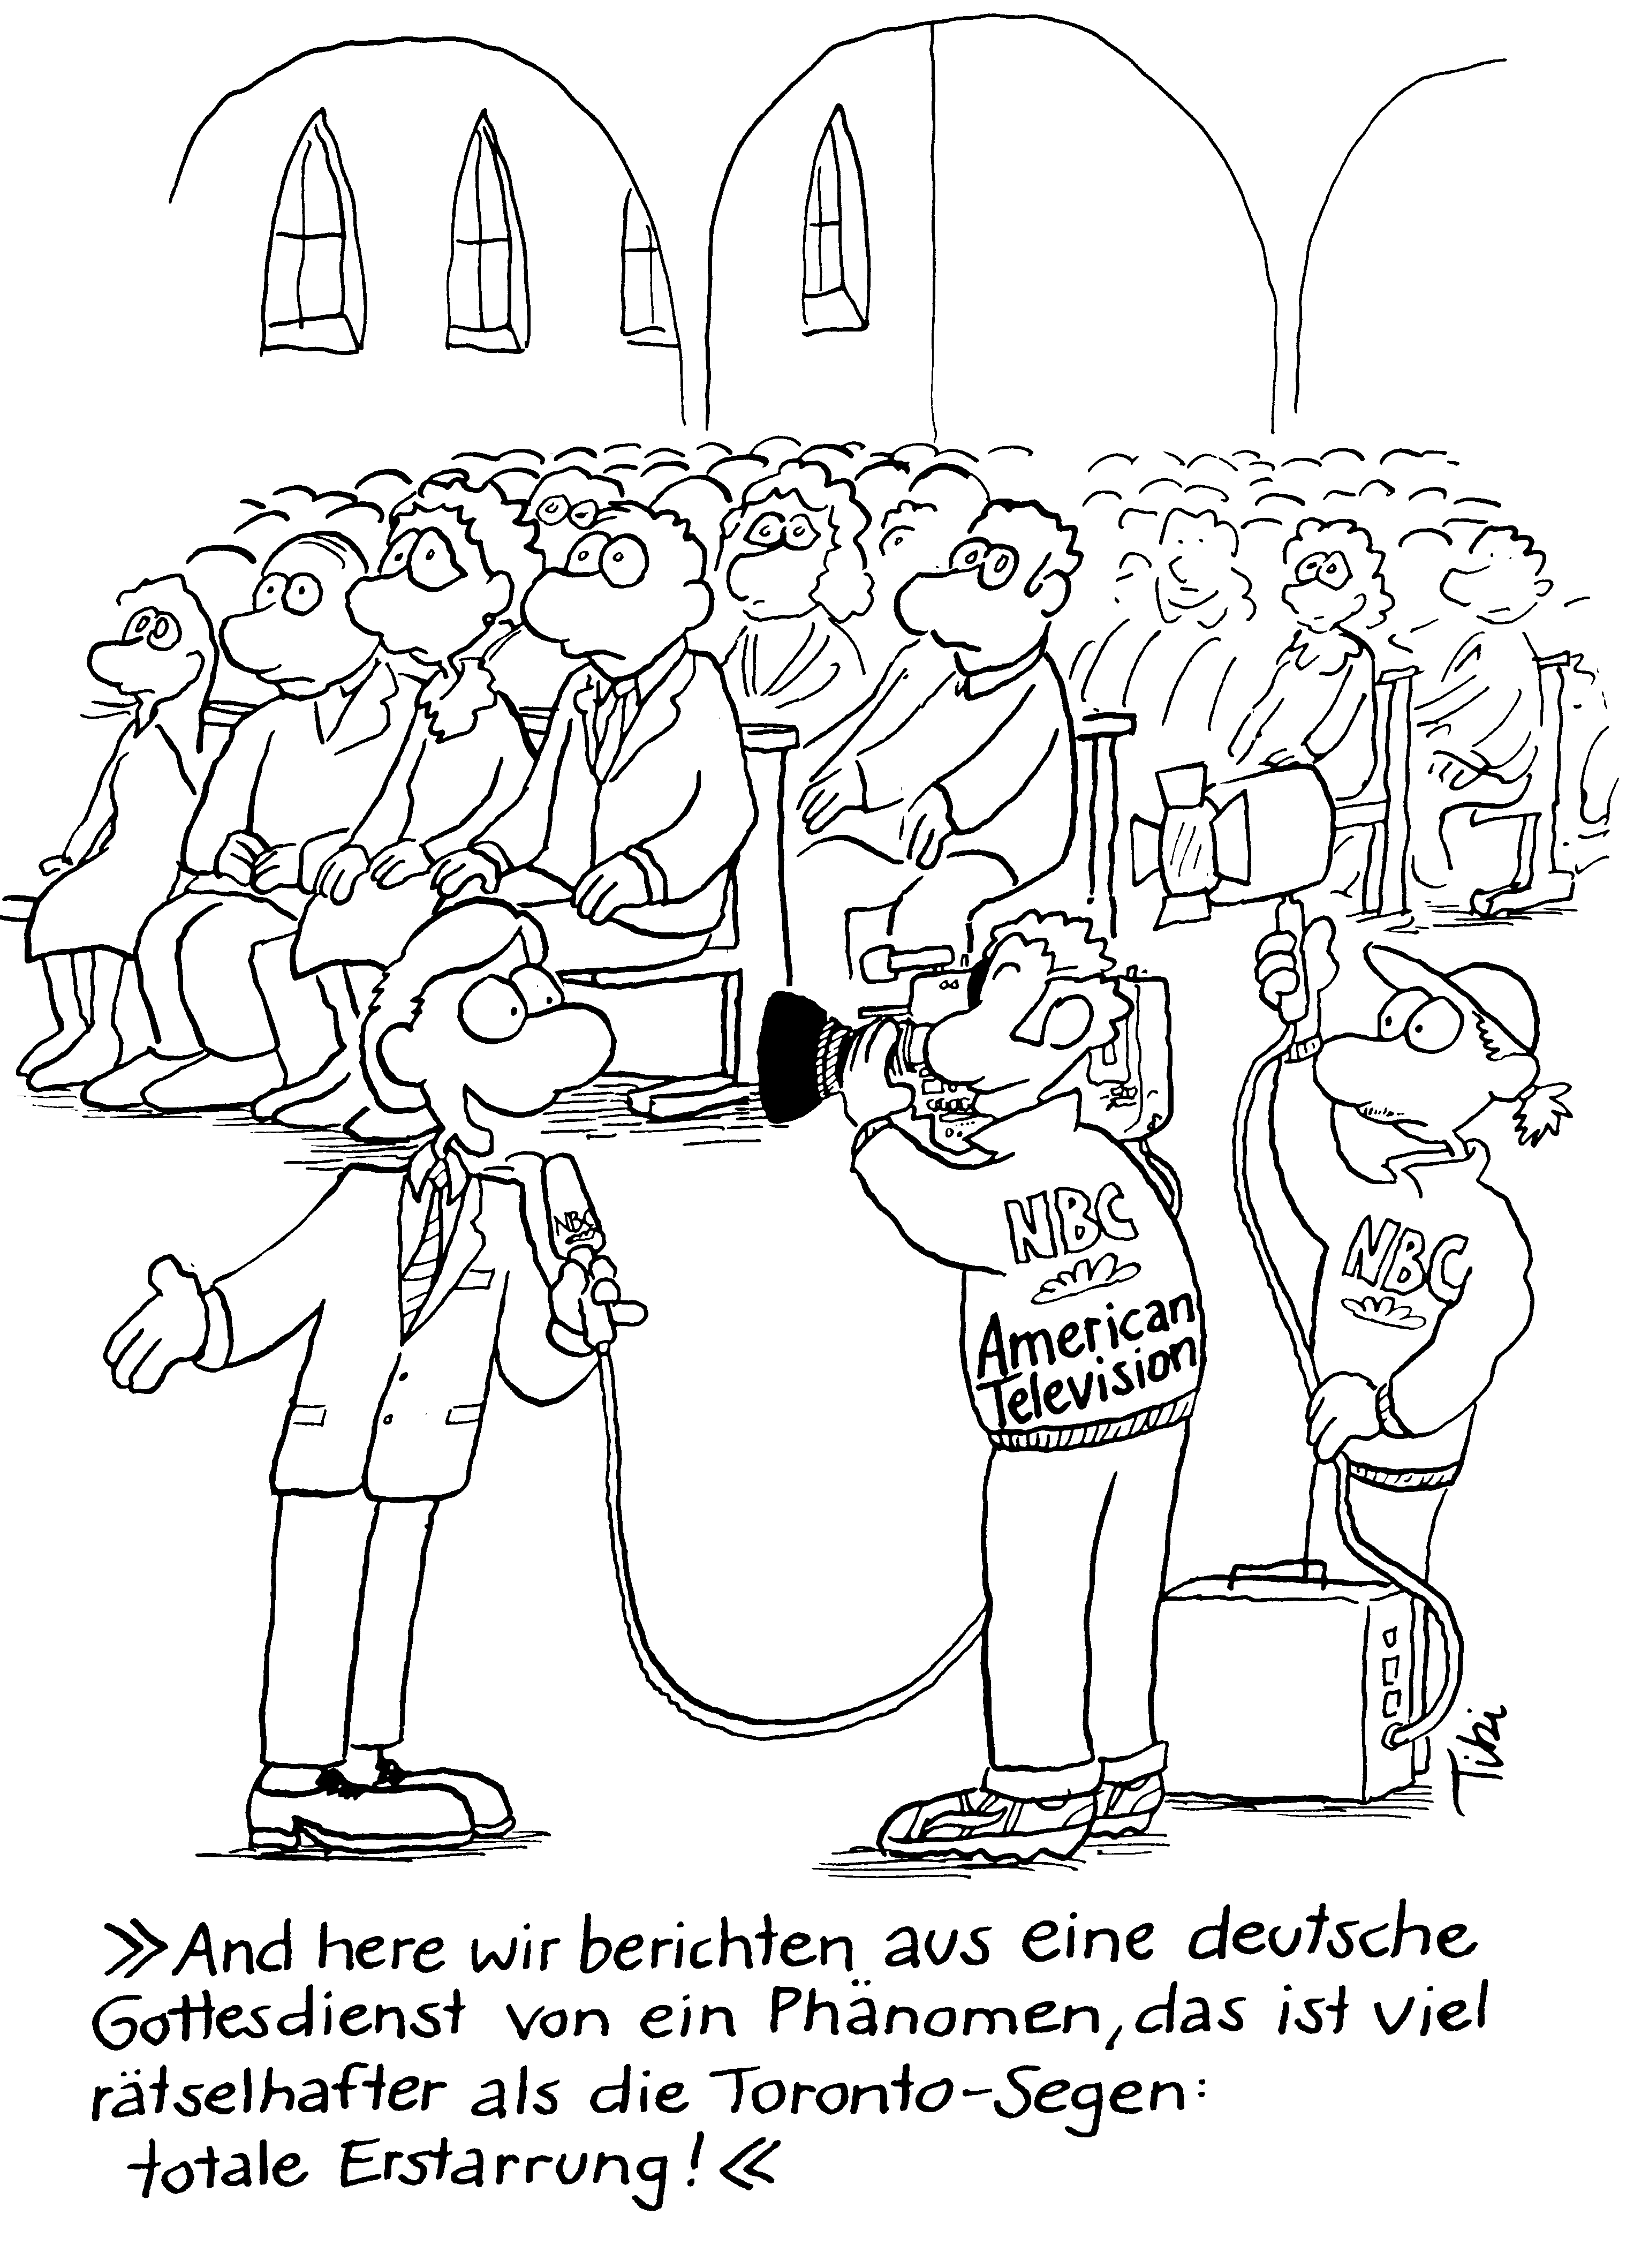 NBC
NBC
American
Television
NBC
»And here wir berichten aus eine deutsche
Gottesdienst von ein Phänomen, das ist viel
rätselhafter als die Toronto-Segen:
totale Erstarrung!«
Tiki